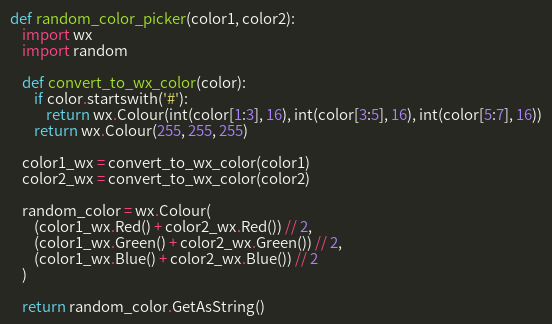 def random_color_picker(color1, color2):
    import wx
    import random

    def convert_to_wx_color(color):
        if color.startswith('#'):
            return wx.Colour(int(color[1:3], 16), int(color[3:5], 16), int(color[5:7], 16))
        return wx.Colour(255, 255, 255)

    color1_wx = convert_to_wx_color(color1)
    color2_wx = convert_to_wx_color(color2)

    random_color = wx.Colour(
        (color1_wx.Red() + color2_wx.Red()) // 2,
        (color1_wx.Green() + color2_wx.Green()) // 2,
        (color1_wx.Blue() + color2_wx.Blue()) // 2
    )

    return random_color.GetAsString()